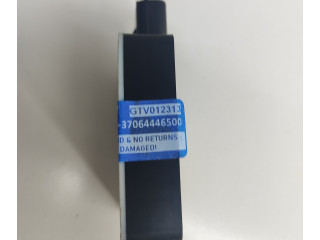 GTV012313
-37064446500
D & NO RETURNS
DAMAGED!